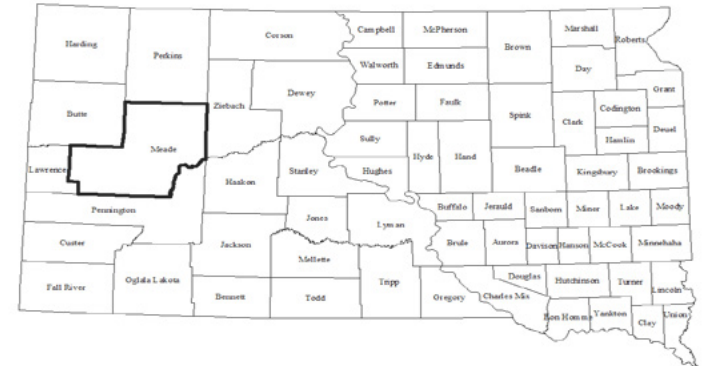 Harding
Perkins
Corson
Campbell
McPherson
Brown
Marshall
Roberts
Walworth
Edmunds
Day
Butte
Ziebach
Dewey
Potter
Faulk
Spink
Clark
Codington
Grant
Hamlin
Deuel
Meade
Sully
Hyde
Hand
Beadle
Kingsbury
Brookings
Lawrence
Haakon
Stanley
Hughes
Pennington
Jones
Lyman
Buffalo
Jerauld
Sanborn
Miner
Lake
Moody
Custer
Jackson
Brule
Aurora
Davison
Hanson
McCook
Minnehaha
Mellette
Fall River
Oglala Lakota
Bennett
Todd
Tripp
Gregory
Charles Mix
Douglas
Hutchinson
Turner
Lincoln
Bon Homme
Yankton
Clay
Union